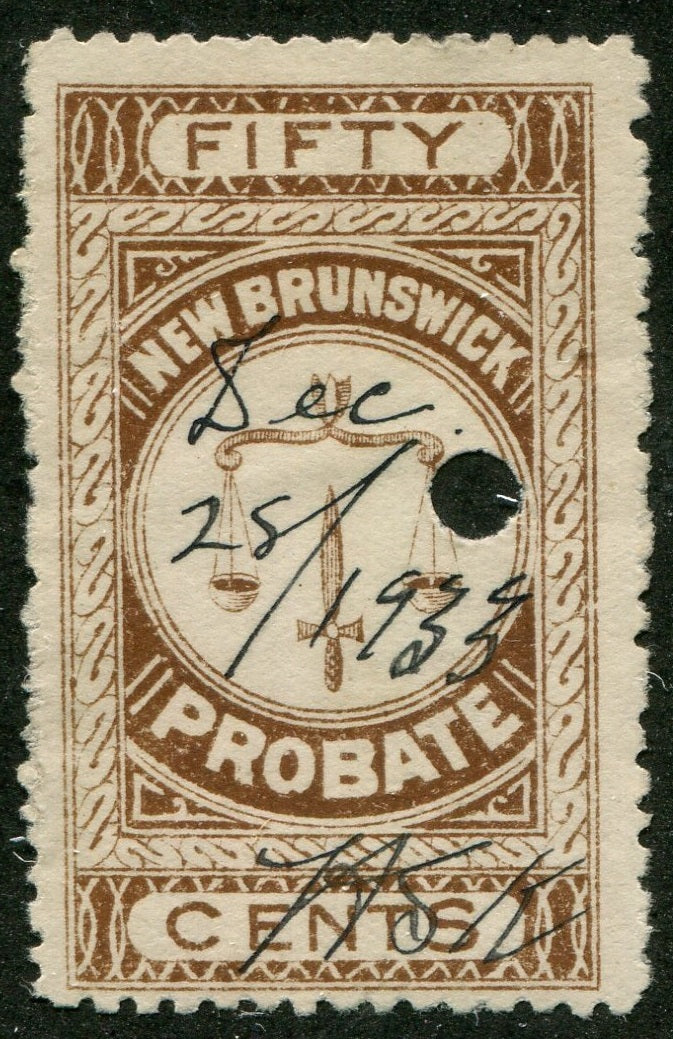 FIFTY
NEW BRUNSWICK
Dec.
28/1933
PROBATE
CENTS